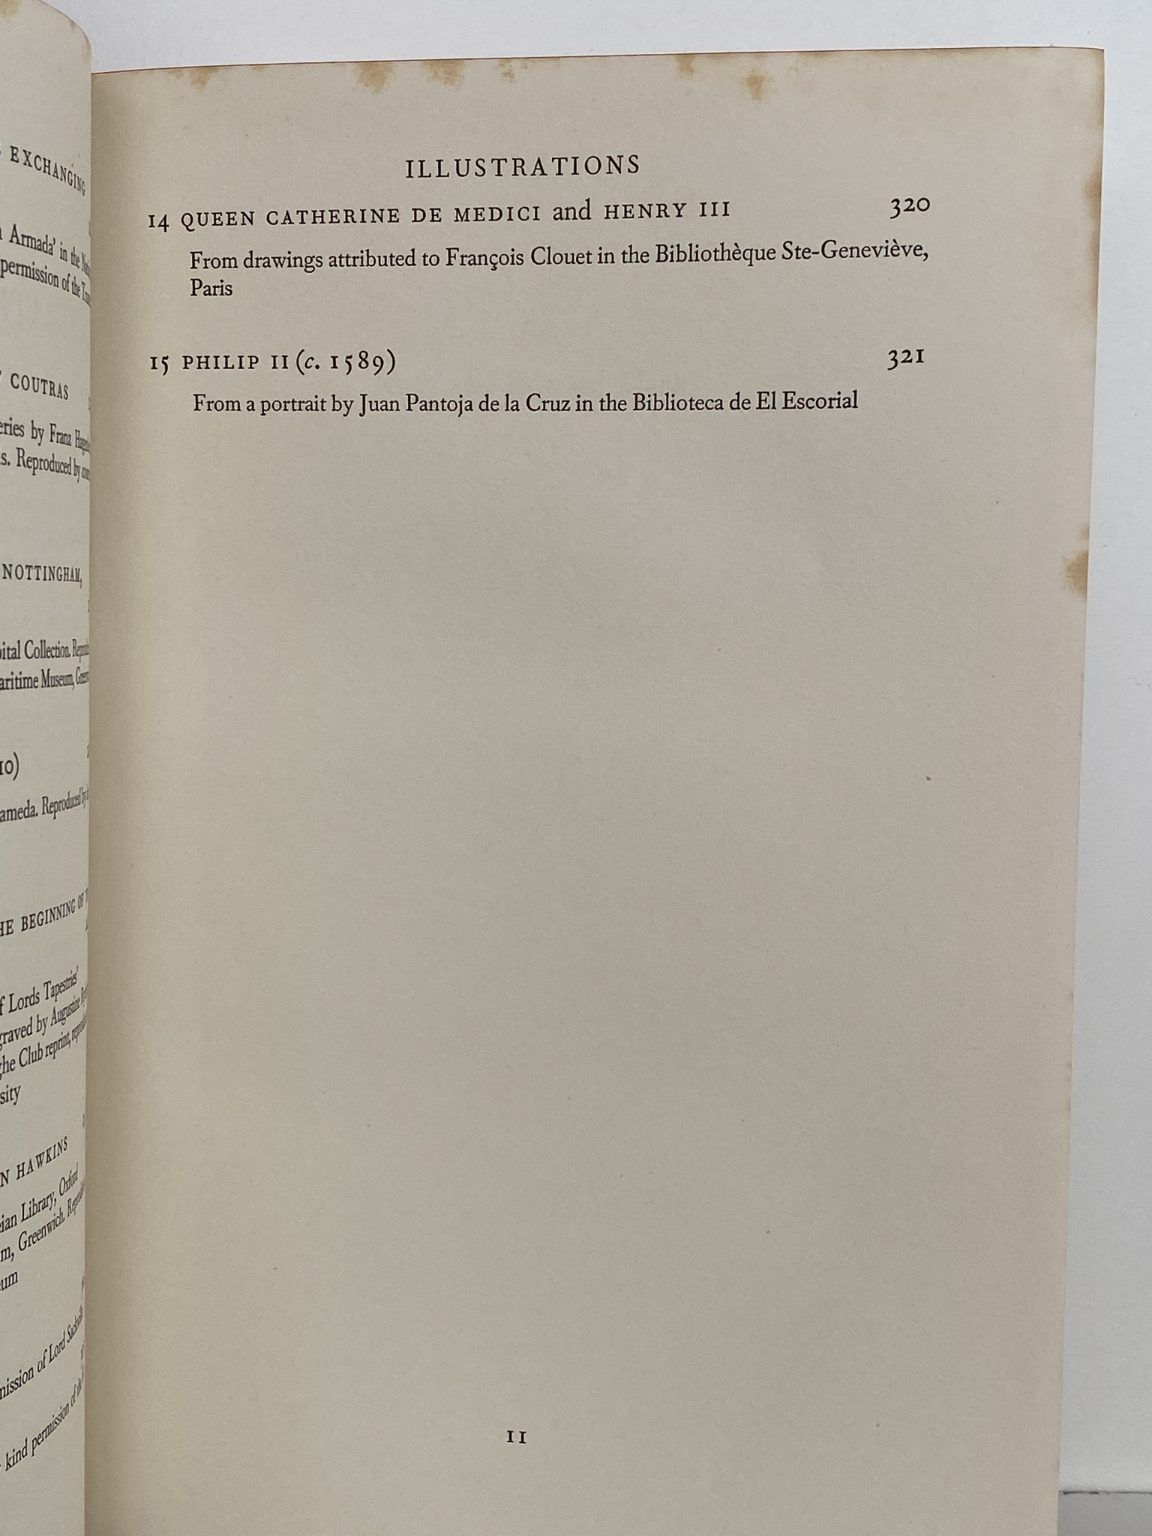 EXCHANGING
Armada' in the
permission of the
COUTRAS
eries by Franz
s. Reproduced by
NOTTINGHAM,
ital Collection.
aritime Museum,
10)
ameda. Reproduced
HE BEGINNING OF
f Lords Tapestries'
graved by Augustine
ghe Club reprint,
sity
N HAWKINS
ian Library, Oxford
m, Greenwich.
um
mission of Lord
kind permission of the
ILLUSTRATIONS
14 QUEEN CATHERINE DE MEDICI and HENRY III 320
From drawings attributed to François Clouet in the Bibliothèque Ste-Geneviève,
Paris
15 PHILIP II (c. 1589) 321
From a portrait by Juan Pantoja de la Cruz in the Biblioteca de El Escorial
11